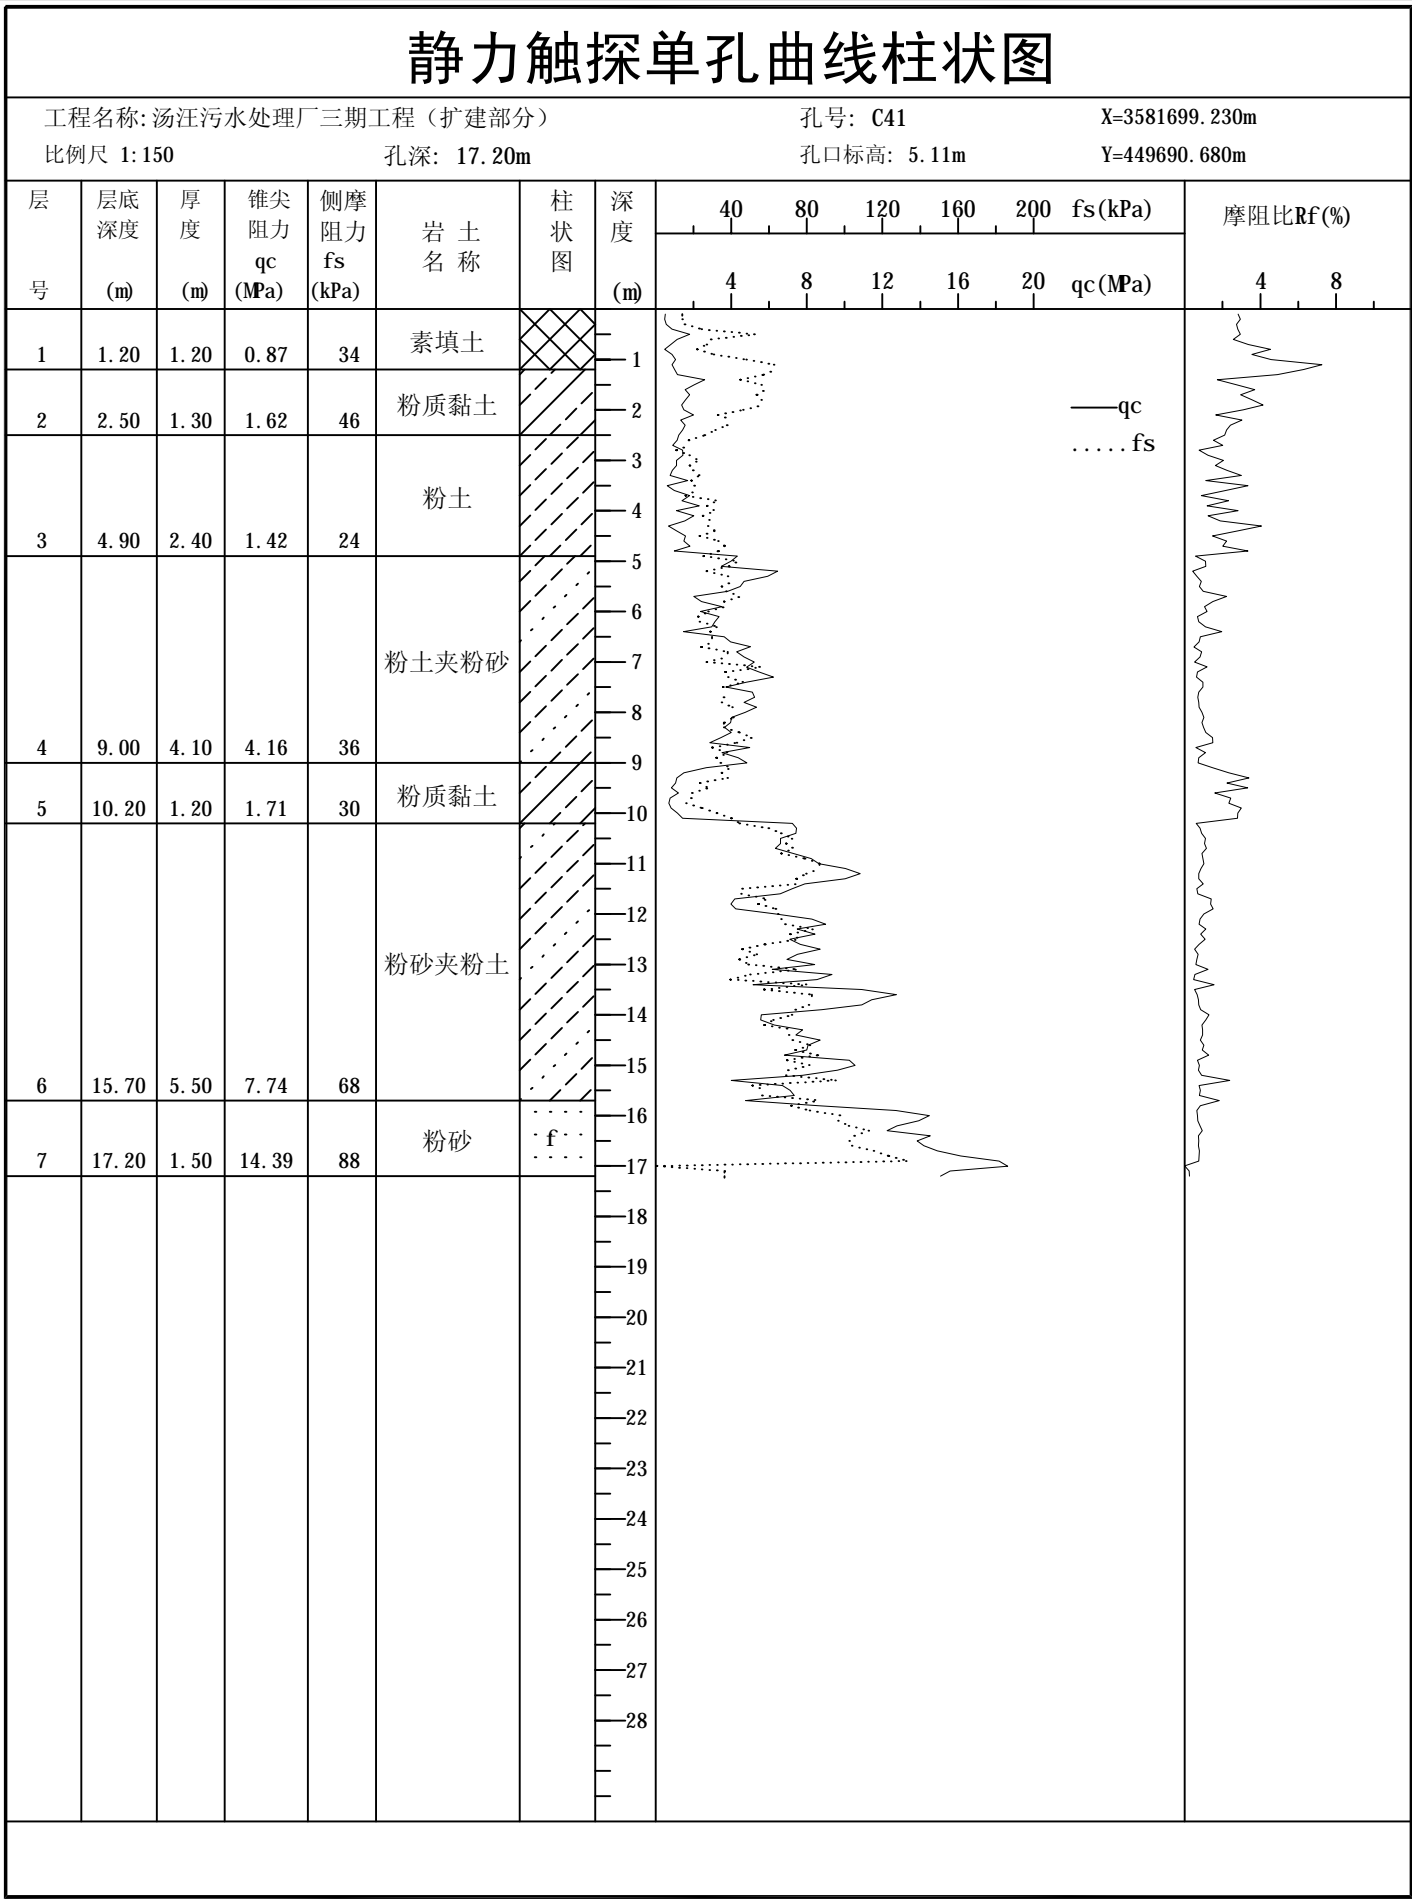 静力触探单孔曲线柱状图
工程名称:汤汪污水处理厂三期工程（扩建部分） 孔号: C41 X=3581699.230m
比例尺 1:150 孔深: 17.20m 孔口标高: 5.11m Y=449690.680m
层号 层底深度(m) 厚度(m) 锥尖阻力qc(MPa) 侧摩阻力fs(kPa) 岩土名称 柱状图 深度(m)
40 80 120 160 200 fs(kPa)
4 8 12 16 20 qc(MPa)
摩阻比Rf(%)
4 8
1 1.20 1.20 0.87 34 素填土
2 2.50 1.30 1.62 46 粉质黏土
3 4.90 2.40 1.42 24 粉土
4 9.00 4.10 4.16 36 粉土夹粉砂
5 10.20 1.20 1.71 30 粉质黏土
6 15.70 5.50 7.74 68 粉砂夹粉土
7 17.20 1.50 14.39 88 粉砂
f
1
2
3
4
5
6
7
8
9
10
11
12
13
14
15
16
17
18
19
20
21
22
23
24
25
26
27
28
——qc
.....fs